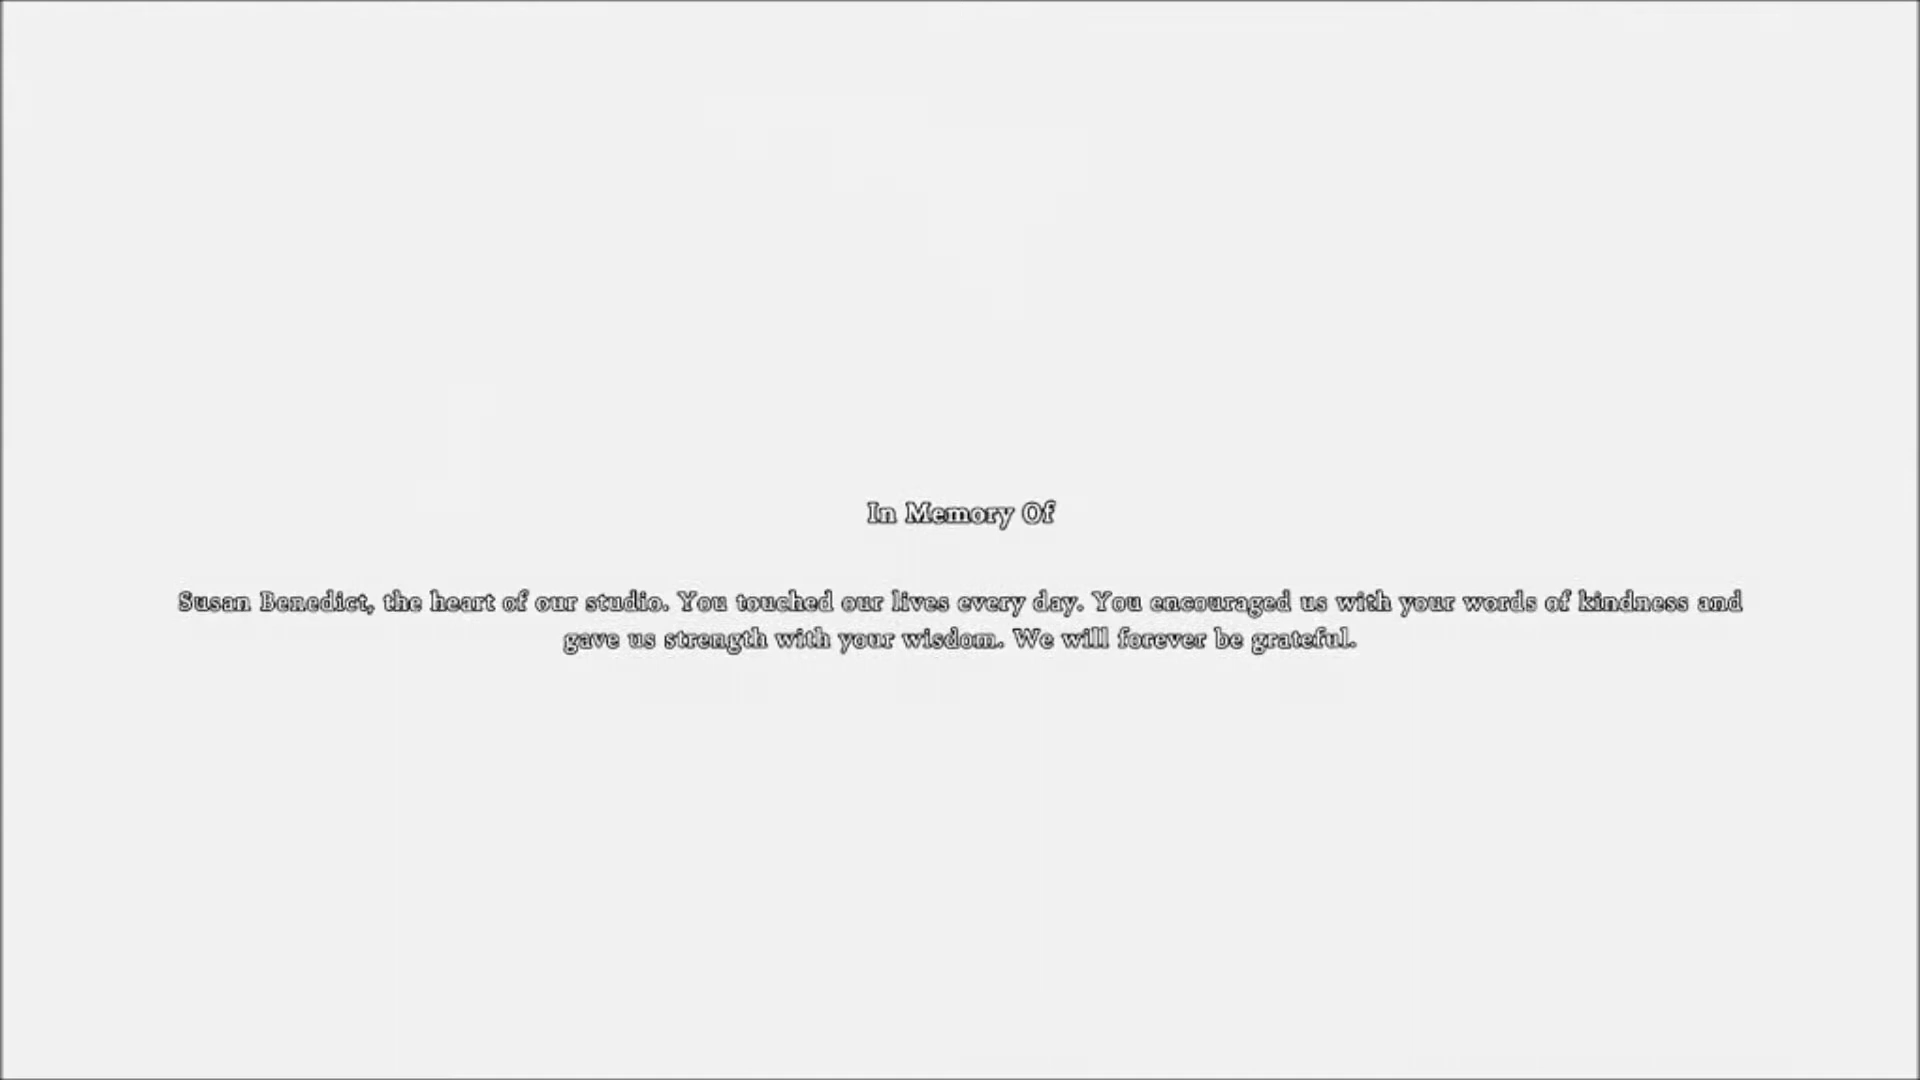 In Memory Of
Susan Benedict, the heart of our studio. You touched our lives every day. You encouraged us with your words of kindness and
gave us strength with your wisdom. We will forever be grateful.